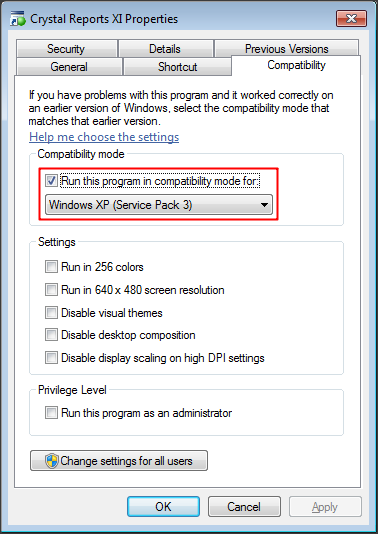 Crystal Reports XI Properties
Security Details Previous Versions
General Shortcut Compatibility
If you have problems with this program and it worked correctly on
an earlier version of Windows, select the compatibility mode that
matches that earlier version.
Help me choose the settings
Compatibility mode
Run this program in compatibility mode for:
Windows XP (Service Pack 3)
Settings
Run in 256 colors
Run in 640 x 480 screen resolution
Disable visual themes
Disable desktop composition
Disable display scaling on high DPI settings
Privilege Level
Run this program as an administrator
Change settings for all users
OK Cancel Apply